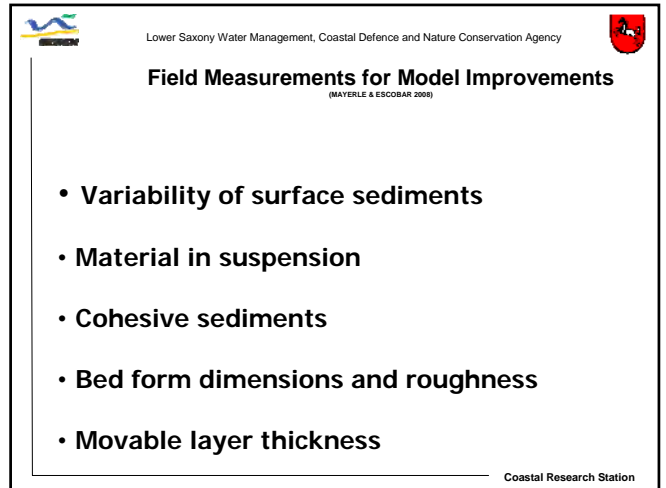 Lower Saxony Water Management, Coastal Defence and Nature Conservation Agency
Field Measurements for Model Improvements
(MAYERLE & ESCOBAR 2008)
• Variability of surface sediments
• Material in suspension
• Cohesive sediments
• Bed form dimensions and roughness
• Movable layer thickness
Coastal Research Station